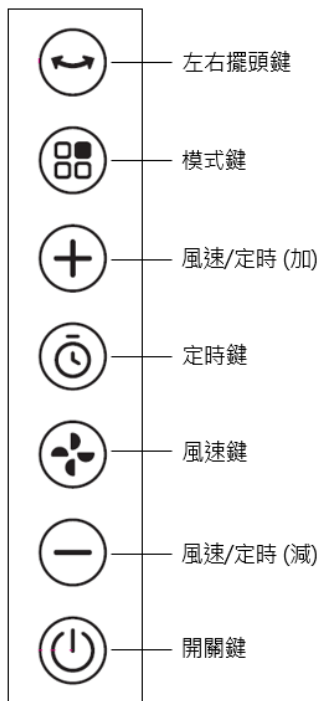 左右擺頭鍵
模式鍵
風速/定時 (加)
定時鍵
風速鍵
風速/定時 (減)
開關鍵